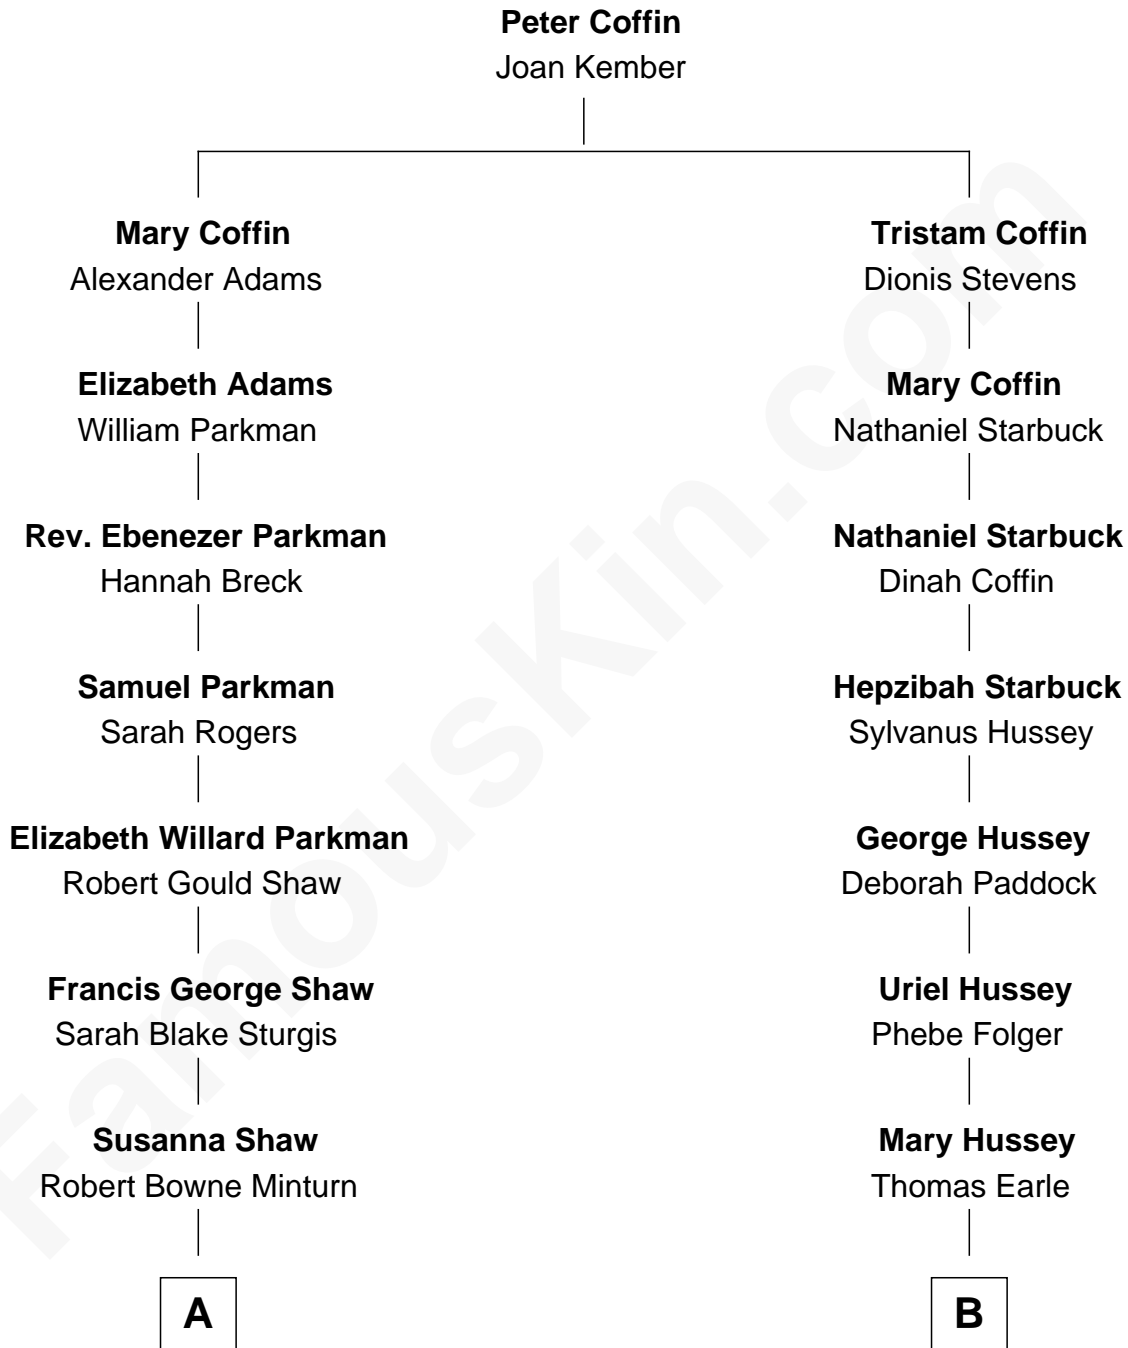 Peter Coffin
Joan Kember
Mary Coffin
Alexander Adams
Tristam Coffin
Dionis Stevens
Elizabeth Adams
William Parkman
Mary Coffin
Nathaniel Starbuck
Rev. Ebenezer Parkman
Hannah Breck
Nathaniel Starbuck
Dinah Coffin
Samuel Parkman
Sarah Rogers
Hepzibah Starbuck
Sylvanus Hussey
Elizabeth Willard Parkman
Robert Gould Shaw
George Hussey
Deborah Paddock
Francis George Shaw
Sarah Blake Sturgis
Uriel Hussey
Phebe Folger
Susanna Shaw
Robert Bowne Minturn
Mary Hussey
Thomas Earle
A
B
FamousKin.com